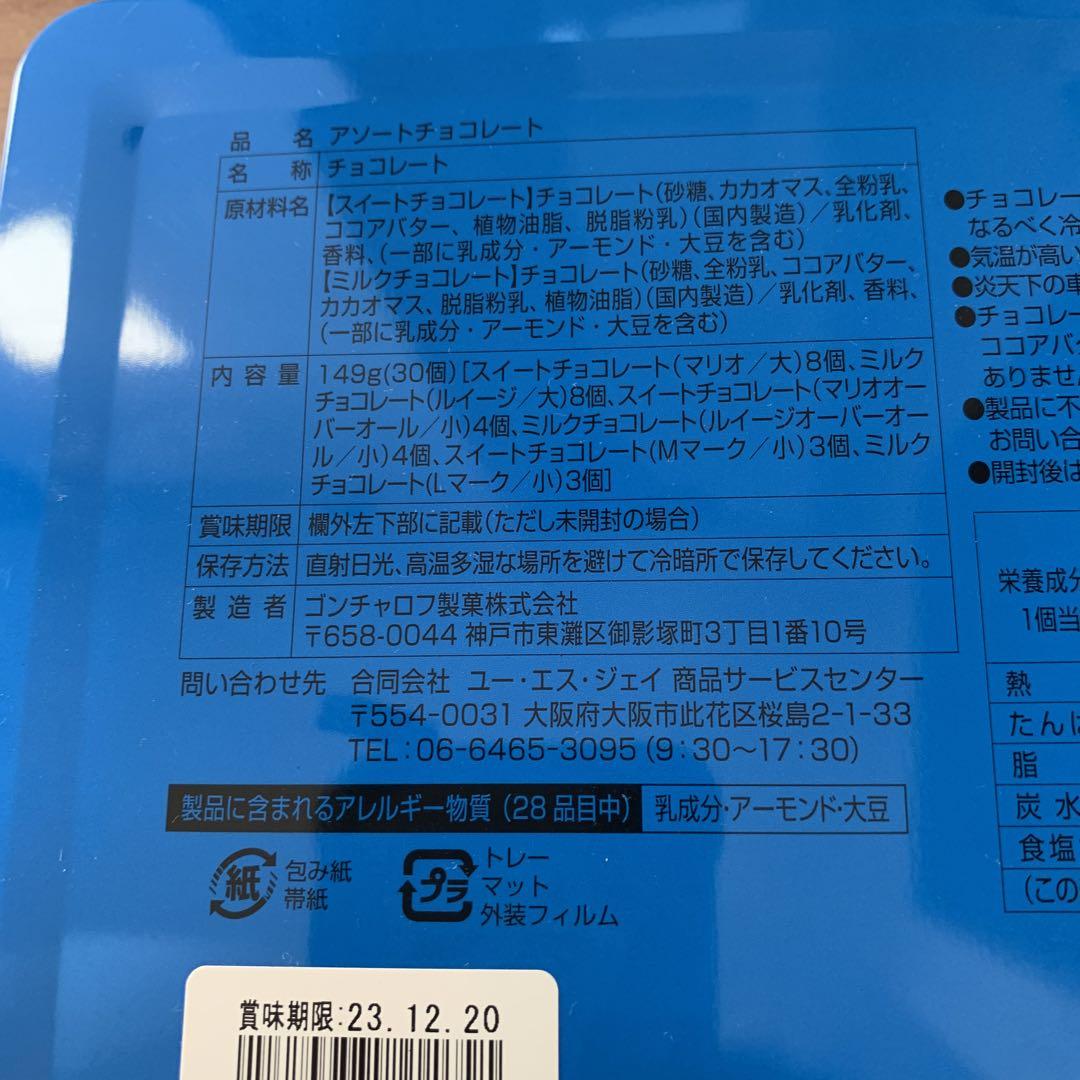 品名 アソートチョコレート
名称 チョコレート
原材料名 【スイートチョコレート】チョコレート(砂糖、カカオマス、全粉乳、
ココアバター、植物油脂、脱脂粉乳)(国内製造)／乳化剤、
香料、(一部に乳成分・アーモンド・大豆を含む)
【ミルクチョコレート】チョコレート(砂糖、全粉乳、ココアバター、
カカオマス、脱脂粉乳、植物油脂)(国内製造)／乳化剤、香料、
(一部に乳成分・アーモンド・大豆を含む)
内容量 149g(30個)[スイートチョコレート(マリオ／大)8個、ミルク
チョコレート(ルイージ／大)8個、スイートチョコレート(マリオオー
バーオール／小)4個、ミルクチョコレート(ルイージオーバーオー
ル／小)4個、スイートチョコレート(Mマーク／小)3個、ミルク
チョコレート(Lマーク／小)3個]
賞味期限 欄外左下部に記載(ただし未開封の場合)
保存方法 直射日光、高温多湿な場所を避けて冷暗所で保存してください。
製造者 ゴンチャロフ製菓株式会社
〒658-0044 神戸市東灘区御影塚町3丁目1番10号
問い合わせ先 合同会社 ユー・エス・ジェイ 商品サービスセンター
〒554-0031 大阪府大阪市此花区桜島2-1-33
TEL:06-6465-3095(9:30〜17:30)
製品に含まれるアレルギー物質(28品目中) 乳成分・アーモンド・大豆
紙 包み紙
帯紙
プラ トレー
マット
外装フィルム
賞味期限:23.12.20
●チョコレー
なるべく冷
●気温が高い
●炎天下の車
●チョコレー
ココアバタ
ありません
●製品に不
お問い合
●開封後は
栄養成分
1個当
熱
たんぱ
脂
炭水
食塩
(この